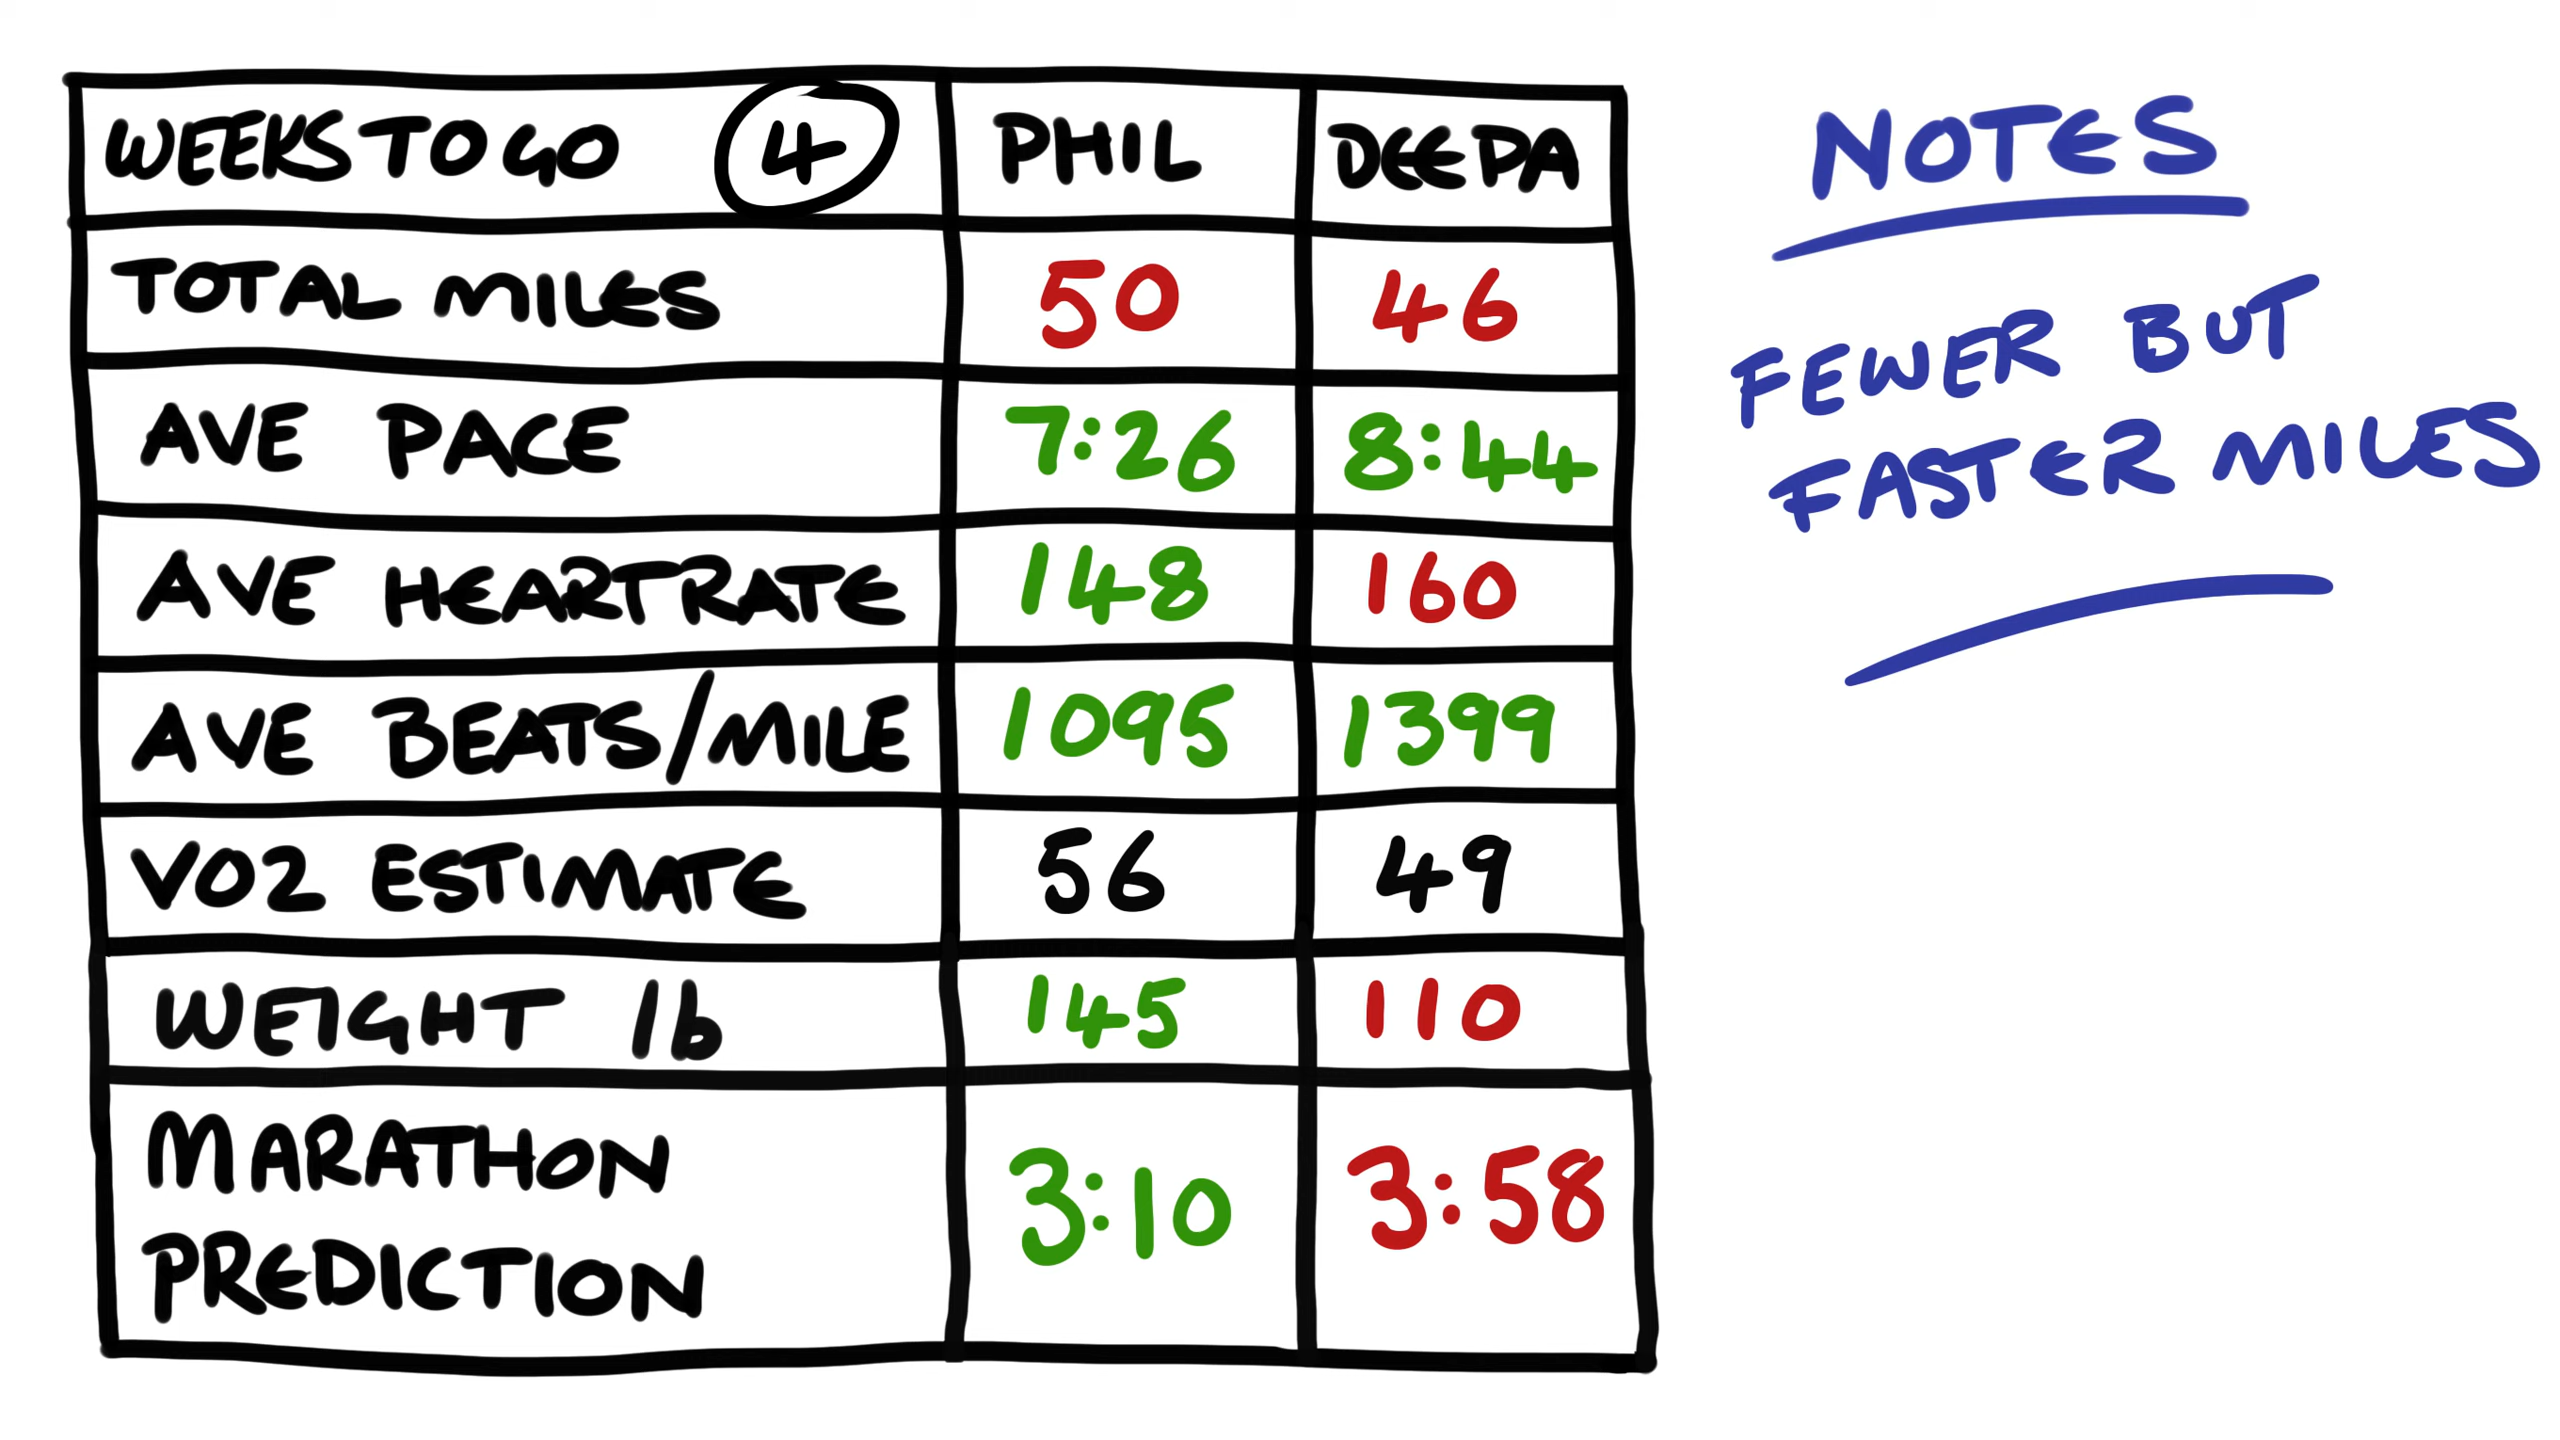 WEEKS TO GO 4 PHIL DEEPA
TOTAL MILES 50 46
AVE PACE 7:26 8:44
AVE HEARTRATE 148 160
AVE BEATS/MILE 1095 1399
VO2 ESTIMATE 56 49
WEIGHT lb 145 110
MARATHON
PREDICTION 3:10 3:58
NOTES
FEWER BUT
FASTER MILES